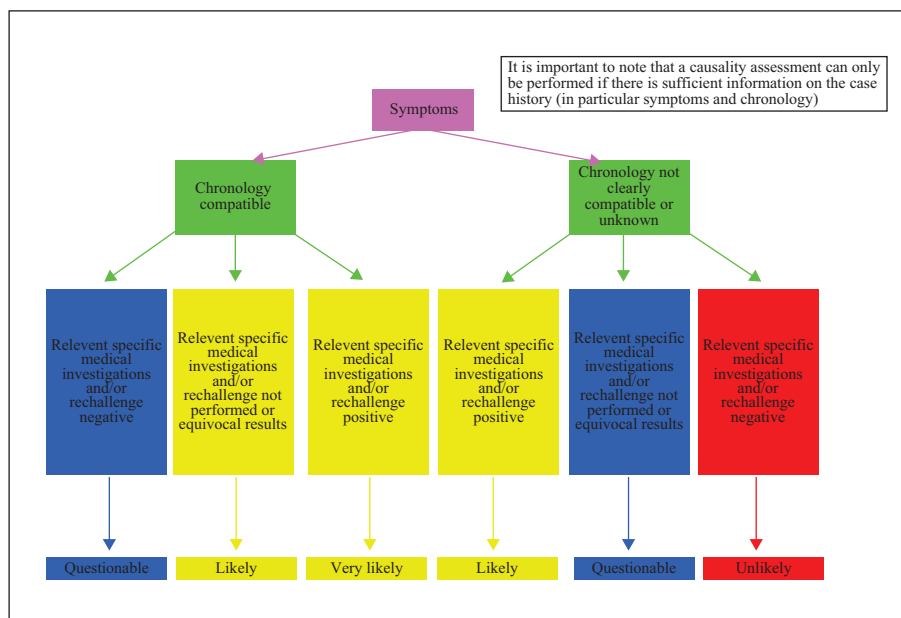 It is important to note that a causality assessment can only
be performed if there is sufficient information on the case
history (in particular symptoms and chronology)
Symptoms
Chronology
compatible
Chronology not
clearly
compatible or
unknown
Relevent specific
medical
investigations
and/or
rechallenge
negative
Relevent specific
medical
investigations
and/or
rechallenge not
performed or
equivocal results
Relevent specific
medical
investigations
and/or
rechallenge
positive
Relevent specific
medical
investigations
and/or
rechallenge
positive
Relevent specific
medical
investigations
and/or
rechallenge not
performed or
equivocal results
Relevent specific
medical
investigations
and/or
rechallenge
negative
Questionable
Likely
Very likely
Likely
Questionable
Unlikely